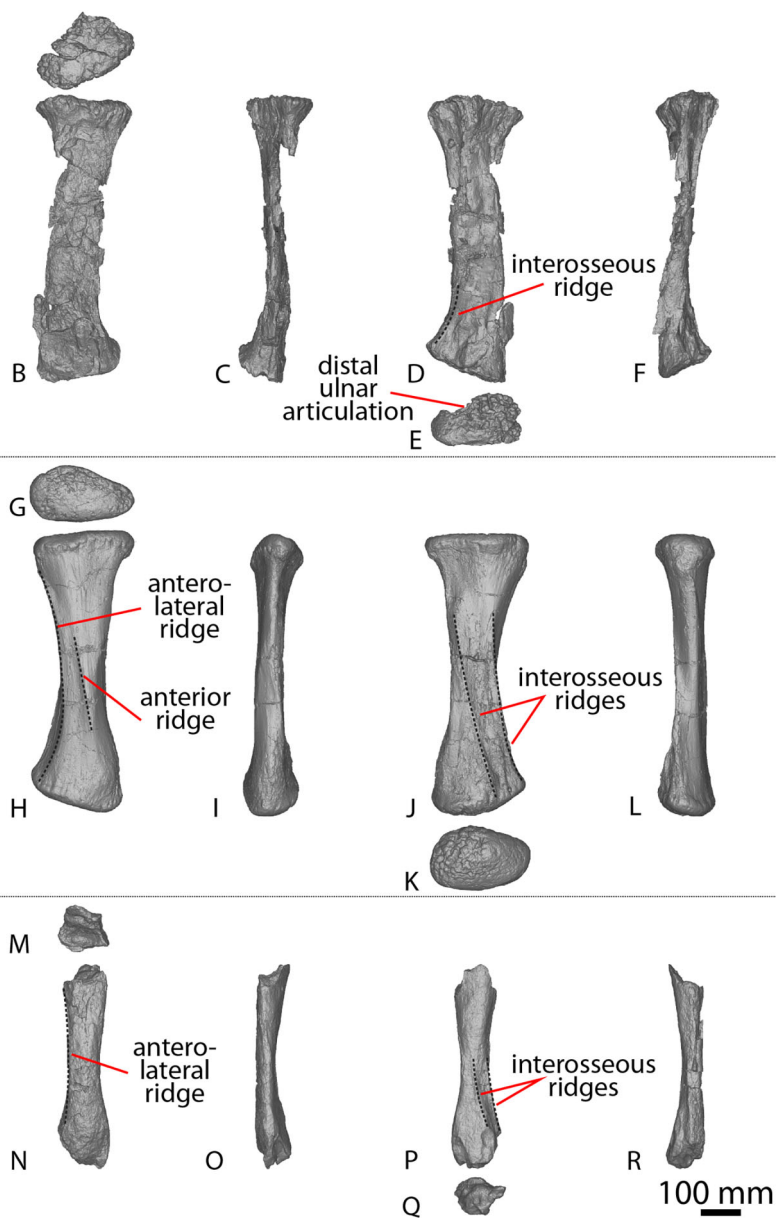 interosseous
ridge
B
C
D
F
distal
ulnar
articulation
E
G
antero-
lateral
ridge
anterior
ridge
interosseous
ridges
H
I
J
L
K
M
antero-
lateral
ridge
interosseous
ridges
N
O
P
R
Q
100 mm